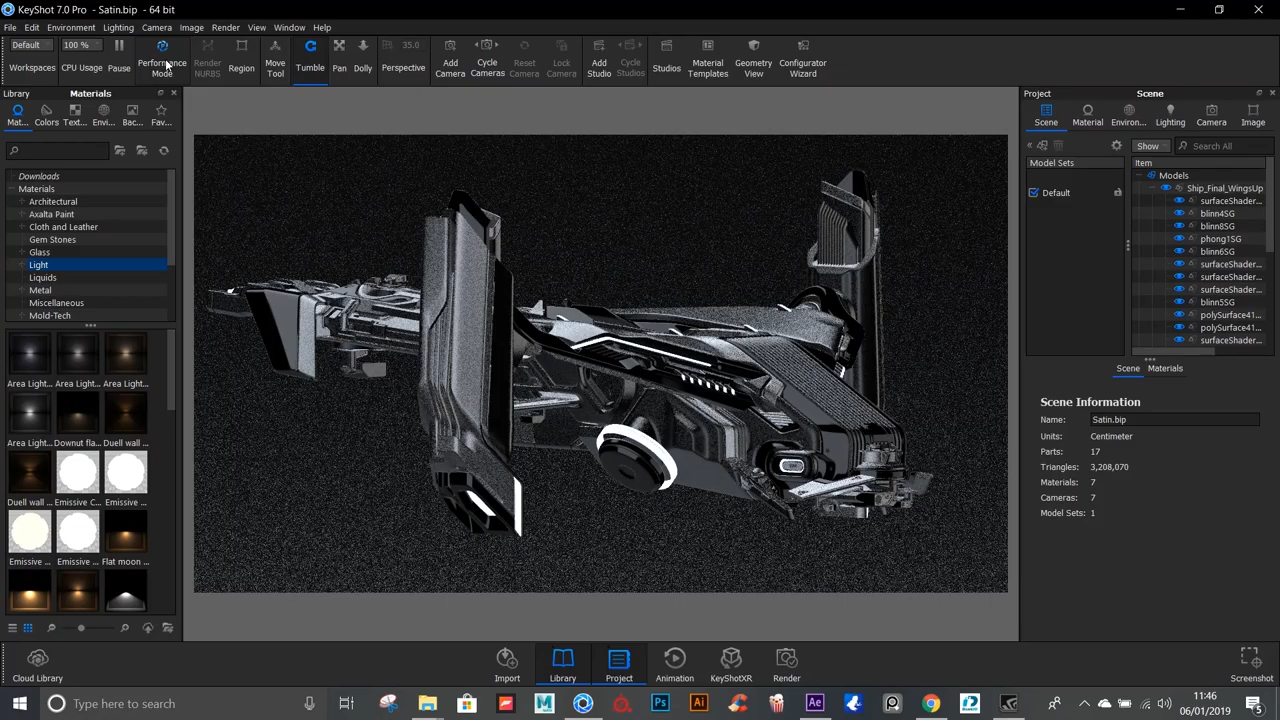 KeyShot 7.0 Pro - Satin.bip - 64 bit
File Edit Environment Lighting Camera Image Render View Window Help
Default 100 % 35.0
Workspaces CPU Usage Pause Performance Mode Render NURBS Region Move Tool Tumble Pan Dolly Perspective Add Camera Cycle Cameras Reset Camera Lock Camera Add Studio Cycle Studios Studios Material Templates Geometry View Configurator Wizard
Library Materials
Mat... Colors Text... Envi... Bac... Fav...
Downloads
Materials
Architectural
Axalta Paint
Cloth and Leather
Gem Stones
Glass
Light
Liquids
Metal
Miscellaneous
Mold-Tech
Area Light... Area Light... Area Light...
Area Light... Downut fla... Duell wall ...
Duell wall ... Emissive C... Emissive ...
Emissive ... Emissive ... Flat moon ...
Project Scene
Scene Material Environ... Lighting Camera Image
Show Search All
Model Sets
Default
Item
Models
Ship_Final_WingsUp
surfaceShader...
blinn4SG
blinn8SG
phong1SG
blinn6SG
surfaceShader...
surfaceShader...
surfaceShader...
blinn5SG
polySurface41...
polySurface41...
surfaceShader...
Scene Materials
Scene Information
Name: Satin.bip
Units: Centimeter
Parts: 17
Triangles: 3,208,070
Materials: 7
Cameras: 7
Model Sets: 1
Cloud Library Import Library Project Animation KeyShotXR Render Screenshot
Type here to search
Ps Ai Ae
11:46
06/01/2019
5